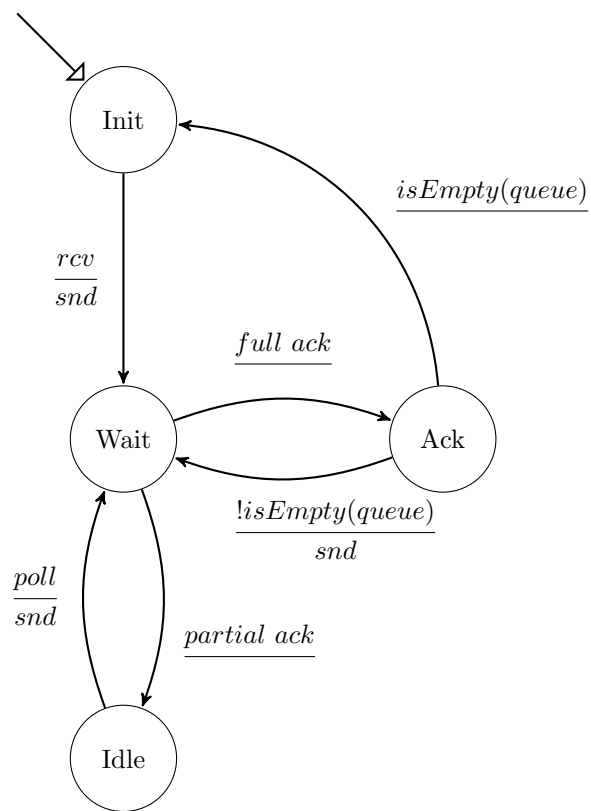 Init
isEmpty(queue)
rcv
snd
full ack
Wait
Ack
!isEmpty(queue)
snd
poll
snd
partial ack
Idle